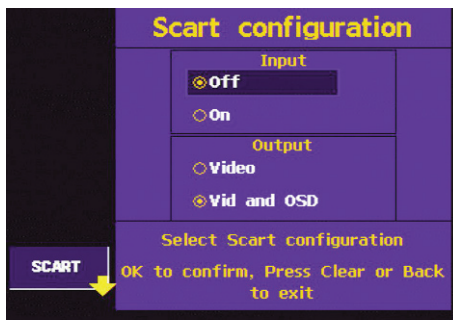 Scart configuration
Input
Off
On
Output
Video
Vid and OSD
Select Scart configuration
OK to confirm, Press Clear or Back
to exit
SCART